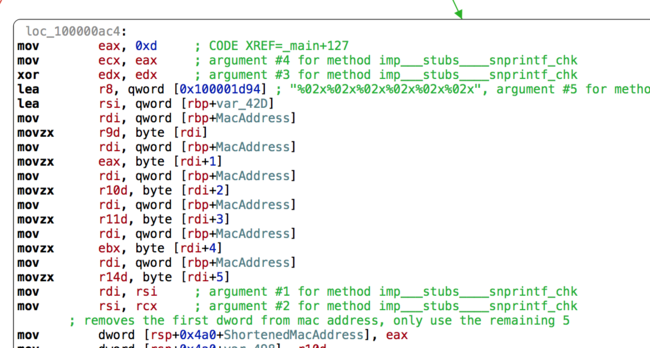 loc_100000ac4:
mov eax, 0xd ; CODE XREF=_main+127
mov ecx, eax ; argument #4 for method imp___stubs____snprintf_chk
xor edx, edx ; argument #3 for method imp___stubs____snprintf_chk
lea r8, qword [0x100001d94] ; "%02x%02x%02x%02x%02x%02x", argument #5 for metho
lea rsi, qword [rbp+var_42D]
mov rdi, qword [rbp+MacAddress]
movzx r9d, byte [rdi]
mov rdi, qword [rbp+MacAddress]
movzx eax, byte [rdi+1]
mov rdi, qword [rbp+MacAddress]
movzx r10d, byte [rdi+2]
mov rdi, qword [rbp+MacAddress]
movzx r11d, byte [rdi+3]
mov rdi, qword [rbp+MacAddress]
movzx ebx, byte [rdi+4]
mov rdi, qword [rbp+MacAddress]
movzx r14d, byte [rdi+5]
mov rdi, rsi ; argument #1 for method imp___stubs____snprintf_chk
mov rsi, rcx ; argument #2 for method imp___stubs____snprintf_chk
; removes the first dword from mac address, only use the remaining 5
mov dword [rsp+0x4a0+ShortenedMacAddress], eax